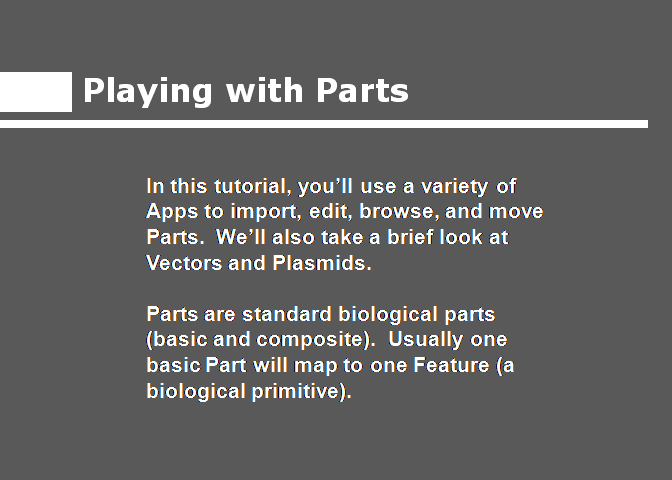 Playing with Parts
In this tutorial, you’ll use a variety of
Apps to import, edit, browse, and move
Parts.  We’ll also take a brief look at
Vectors and Plasmids.
Parts are standard biological parts
(basic and composite).  Usually one
basic Part will map to one Feature (a
biological primitive).